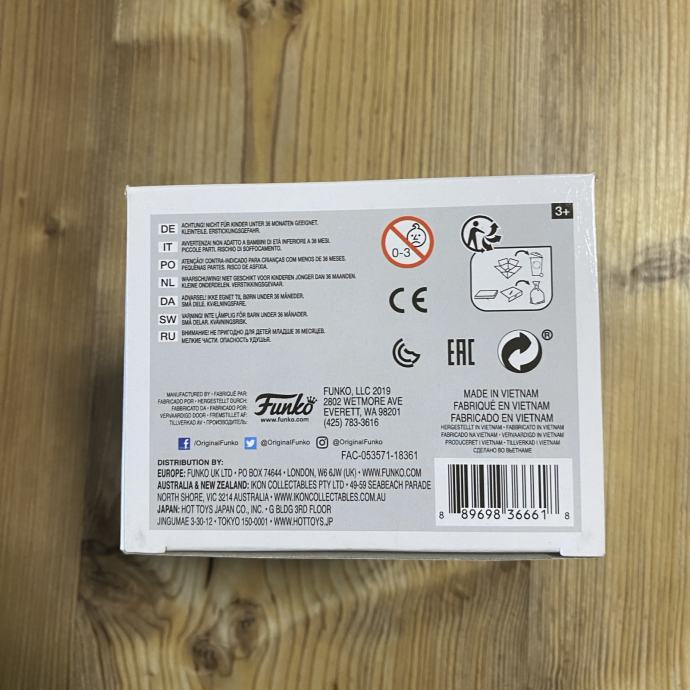 3+
DE ACHTUNG! NICHT FÜR KINDER UNTER 36 MONATEN GEEIGNET.
KLEINTEILE. ERSTICKUNGSGEFAHR.
IT AVVERTENZA! NON ADATTO A BAMBINI DI ETÀ INFERIORE A 36 MESI.
PICCOLE PARTI. RISCHIO DI SOFFOCAMENTO.
PO ATENÇÃO! CONTRA-INDICADO PARA CRIANÇAS COM MENOS DE 36 MESES.
PEQUENAS PARTES. RISCO DE ASFIXIA.
NL WAARSCHUWING! NIET GESCHIKT VOOR KINDEREN JONGER DAN 36 MAANDEN.
KLEINE ONDERDELEN. VERSTIKKINGSGEVAAR.
DA ADVARSEL! IKKE EGNET TIL BØRN UNDER 36 MÅNEDER.
SMÅ DELE. KVÆLNINGSFARE.
SW VARNING! INTE LÄMPLIG FÖR BARN UNDER 36 MÅNADER.
SMÅ DELAR. KVÄVNINGSRISK.
RU ВНИМАНИЕ! НЕ ПРИГОДНО ДЛЯ ДЕТЕЙ МЛАДШЕ 36 МЕСЯЦЕВ.
МЕЛКИЕ ЧАСТИ. ОПАСНОСТЬ УДУШЬЯ.
0-3
CE
EAC
®
MANUFACTURED BY • FABRIQUÉ PAR:
FABRICADO POR • HERGESTELLT DURCH:
FABBRICATO DA • FABRICADO POR:
VERVAARDIGD DOOR • FREMSTILLET AF:
TILLVERKAD AV • ПРОИЗВОДИТЕЛЬ:
Funko
www.funko.com
FUNKO, LLC 2019
2802 WETMORE AVE
EVERETT, WA 98201
(425) 783-3616
/OriginalFunko @OriginalFunko @OriginalFunko
FAC-053571-18361
MADE IN VIETNAM
FABRIQUÉ EN VIETNAM
FABRICADO EN VIETNAM
HERGESTELLT IN VIETNAM • FABBRICATO IN VIETNAM
FABRICADO NA VIETNAM • VERVAARDIGD IN VIETNAM
PRODUCERET I VIETNAM • TILLVERKAD I VIETNAM
СДЕЛАНО ВО ВЬЕТНАМЕ
DISTRIBUTION BY:
EUROPE: FUNKO UK LTD • PO BOX 74644 • LONDON, W6 6JW (UK) • WWW.FUNKO.COM
AUSTRALIA & NEW ZEALAND: IKON COLLECTABLES PTY LTD • 49-59 SEABEACH PARADE
NORTH SHORE, VIC 3214 AUSTRALIA • WWW.IKONCOLLECTABLES.COM.AU
JAPAN: HOT TOYS JAPAN CO., INC. • G BLDG 3RD FLOOR
JINGUMAE 3-30-12 • TOKYO 150-0001 • WWW.HOTTOYS.JP
8 89698 36661 8